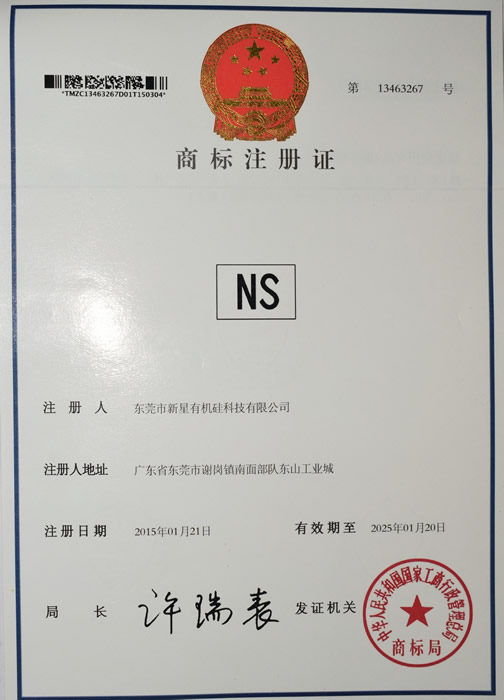 *TMZC13463267D01T150304*
第 13463267 号
商标注册证
NS
注册人 东莞市新星有机硅科技有限公司
注册人地址 广东省东莞市谢岗镇南面部队东山工业城
注册日期 2015年01月21日 有效期至 2025年01月20日
局长 许瑞表 发证机关
中华人民共和国国家工商行政管理总局
商标局